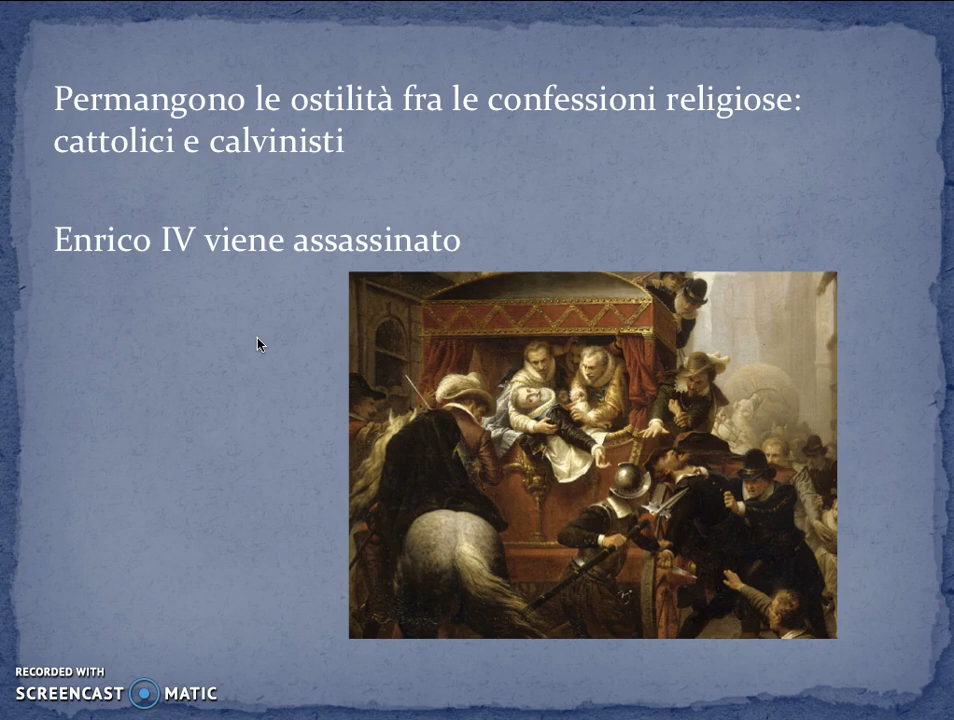 Permangono le ostilità fra le confessioni religiose:
cattolici e calvinisti
Enrico IV viene assassinato
RECORDED WITH
SCREENCAST MATIC